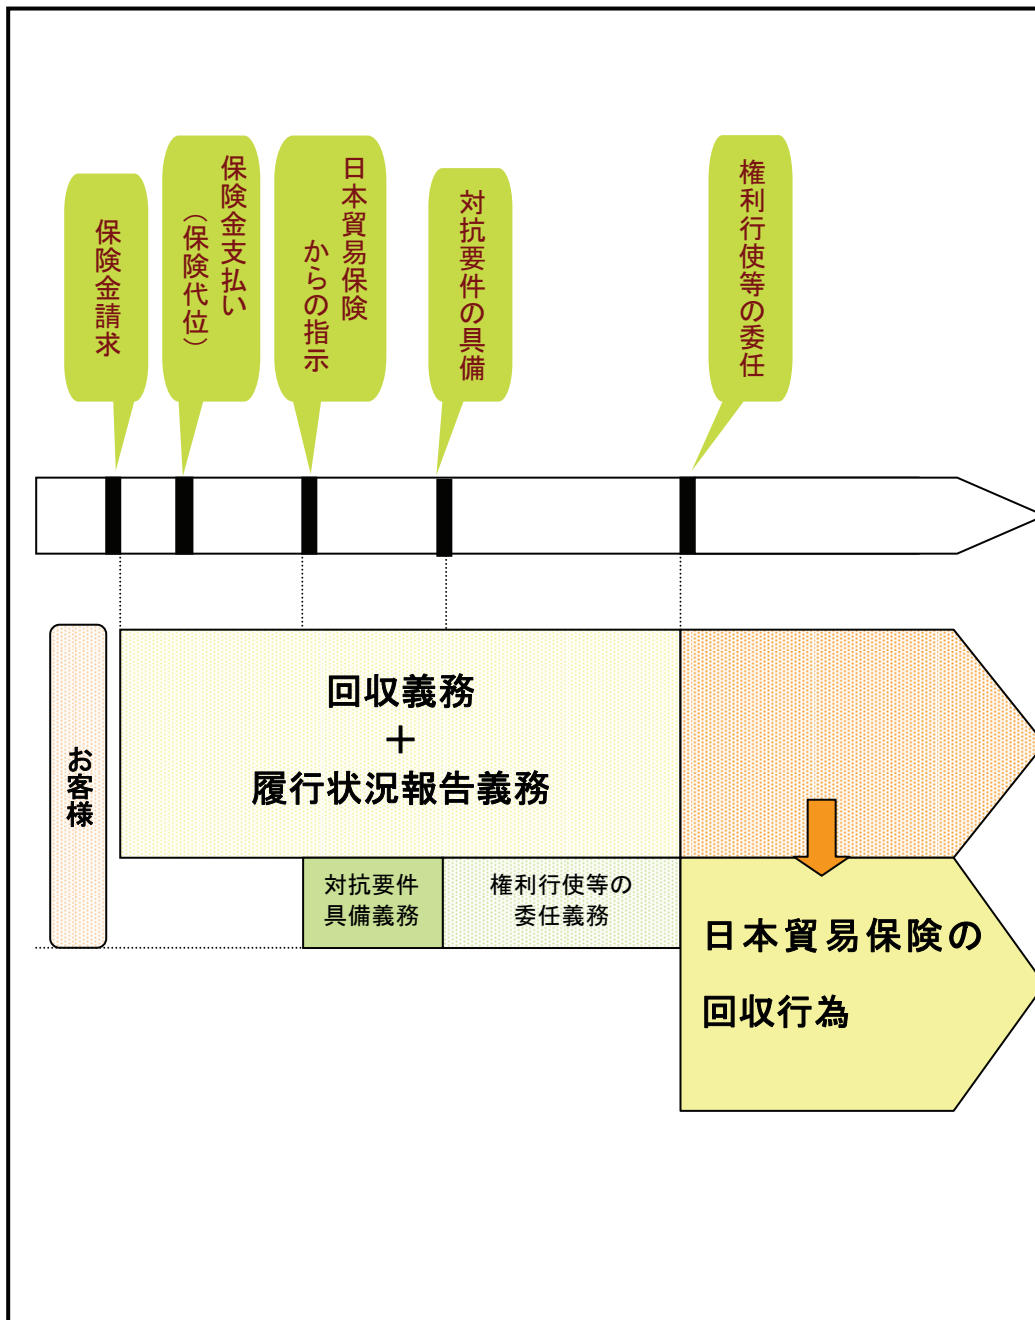 保険金請求
保険金支払い
（保険代位）
日本貿易保険
からの指示
対抗要件の具備
権利行使等の委任
お客様
回収義務
＋
履行状況報告義務
対抗要件
具備義務
権利行使等の
委任義務
日本貿易保険の
回収行為